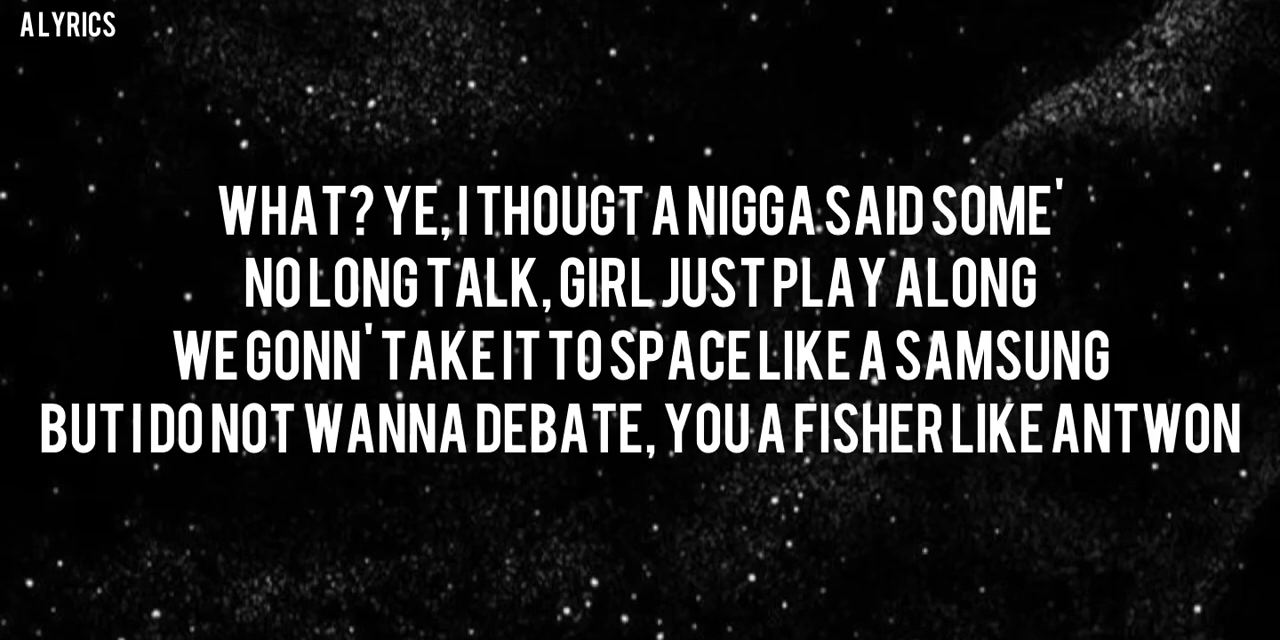 A LYRICS
WHAT? YE, I THOUGT A NIGGA SAID SOME'
NO LONG TALK, GIRL JUST PLAY ALONG
WE GONN' TAKE IT TO SPACE LIKE A SAMSUNG
BUT I DO NOT WANNA DEBATE, YOU A FISHER LIKE ANTWON